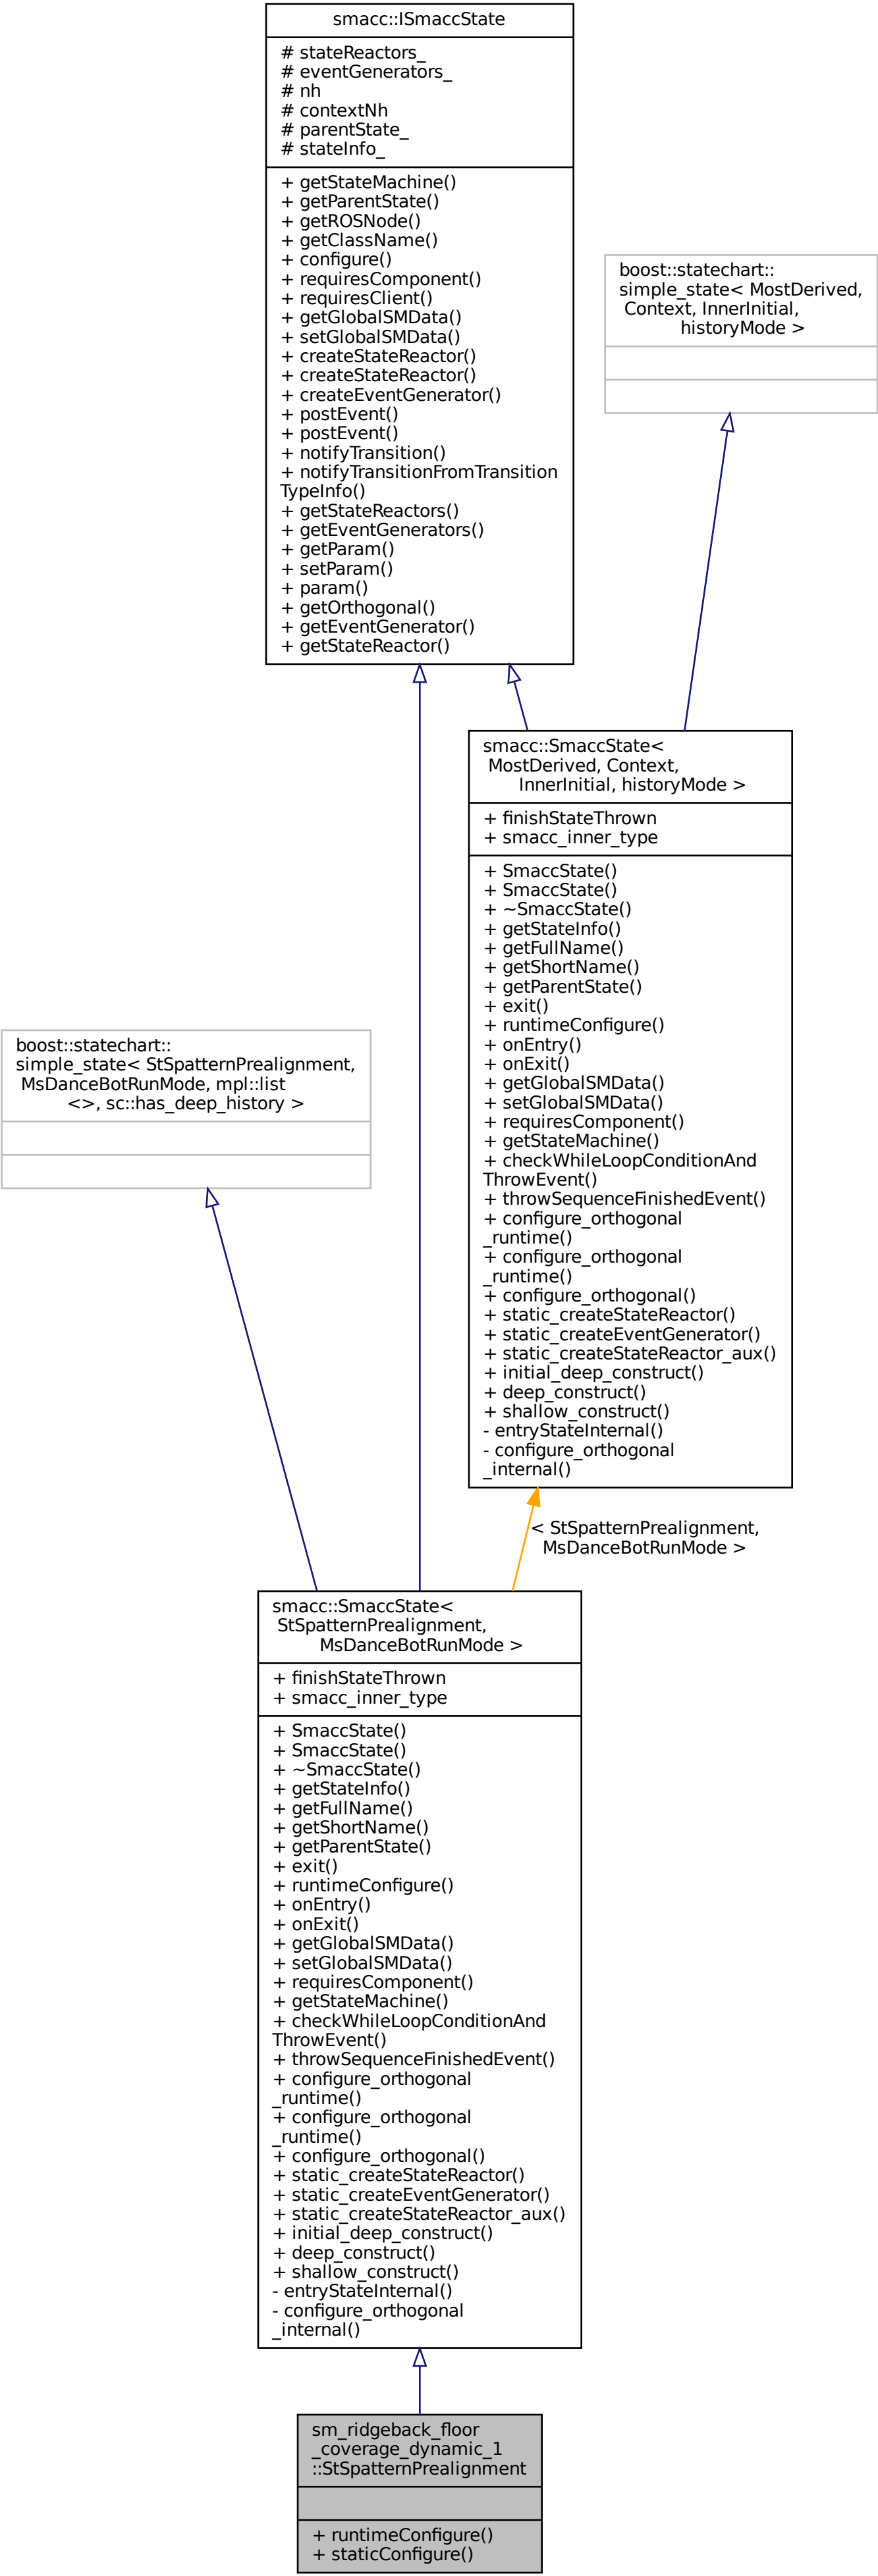 smacc::ISmaccState
# stateReactors_
# eventGenerators_
# nh
# contextNh
# parentState_
# stateInfo_
+ getStateMachine()
+ getParentState()
+ getROSNode()
+ getClassName()
+ configure()
+ requiresComponent()
+ requiresClient()
+ getGlobalSMData()
+ setGlobalSMData()
+ createStateReactor()
+ createStateReactor()
+ createEventGenerator()
+ postEvent()
+ postEvent()
+ notifyTransition()
+ notifyTransitionFromTransition
TypeInfo()
+ getStateReactors()
+ getEventGenerators()
+ getParam()
+ setParam()
+ param()
+ getOrthogonal()
+ getEventGenerator()
+ getStateReactor()
boost::statechart::
simple_state< MostDerived,
Context, InnerInitial,
historyMode >
smacc::SmaccState<
MostDerived, Context,
InnerInitial, historyMode >
+ finishStateThrown
+ smacc_inner_type
+ SmaccState()
+ SmaccState()
+ ~SmaccState()
+ getStateInfo()
+ getFullName()
+ getShortName()
+ getParentState()
+ exit()
+ runtimeConfigure()
+ onEntry()
+ onExit()
+ getGlobalSMData()
+ setGlobalSMData()
+ requiresComponent()
+ getStateMachine()
+ checkWhileLoopConditionAnd
ThrowEvent()
+ throwSequenceFinishedEvent()
+ configure_orthogonal
_runtime()
+ configure_orthogonal
_runtime()
+ configure_orthogonal()
+ static_createStateReactor()
+ static_createEventGenerator()
+ static_createStateReactor_aux()
+ initial_deep_construct()
+ deep_construct()
+ shallow_construct()
- entryStateInternal()
- configure_orthogonal
_internal()
boost::statechart::
simple_state< StSpatternPrealignment,
MsDanceBotRunMode, mpl::list
<>, sc::has_deep_history >
< StSpatternPrealignment,
MsDanceBotRunMode >
smacc::SmaccState<
StSpatternPrealignment,
MsDanceBotRunMode >
+ finishStateThrown
+ smacc_inner_type
+ SmaccState()
+ SmaccState()
+ ~SmaccState()
+ getStateInfo()
+ getFullName()
+ getShortName()
+ getParentState()
+ exit()
+ runtimeConfigure()
+ onEntry()
+ onExit()
+ getGlobalSMData()
+ setGlobalSMData()
+ requiresComponent()
+ getStateMachine()
+ checkWhileLoopConditionAnd
ThrowEvent()
+ throwSequenceFinishedEvent()
+ configure_orthogonal
_runtime()
+ configure_orthogonal
_runtime()
+ configure_orthogonal()
+ static_createStateReactor()
+ static_createEventGenerator()
+ static_createStateReactor_aux()
+ initial_deep_construct()
+ deep_construct()
+ shallow_construct()
- entryStateInternal()
- configure_orthogonal
_internal()
sm_ridgeback_floor
_coverage_dynamic_1
::StSpatternPrealignment
+ runtimeConfigure()
+ staticConfigure()